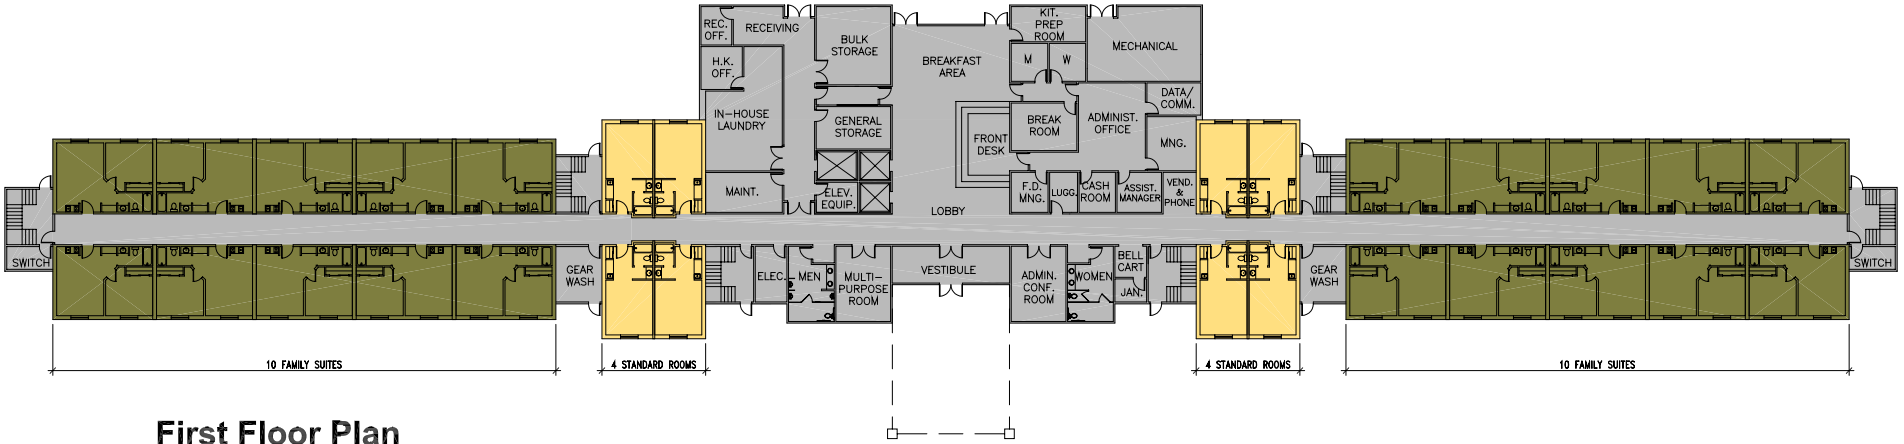 REC.
OFF.
RECEIVING
BULK
STORAGE
KIT.
PREP
ROOM
MECHANICAL
H.K.
OFF.
BREAKFAST
AREA
M
W
DATA/
COMM.
IN-HOUSE
LAUNDRY
GENERAL
STORAGE
FRONT
DESK
BREAK
ROOM
ADMINIST.
OFFICE
MNG.
MAINT.
ELEV.
EQUIP.
LOBBY
F.D.
MNG.
LUGG.
CASH
ROOM
ASSIST.
MANAGER
VEND.
&
PHONE
SWITCH
GEAR
WASH
ELEC.
MEN
MULTI-
PURPOSE
ROOM
VESTIBULE
ADMIN.
CONF.
ROOM
WOMEN
BELL
CART
JAN.
GEAR
WASH
SWITCH
10 FAMILY SUITES
4 STANDARD ROOMS
4 STANDARD ROOMS
10 FAMILY SUITES
First Floor Plan